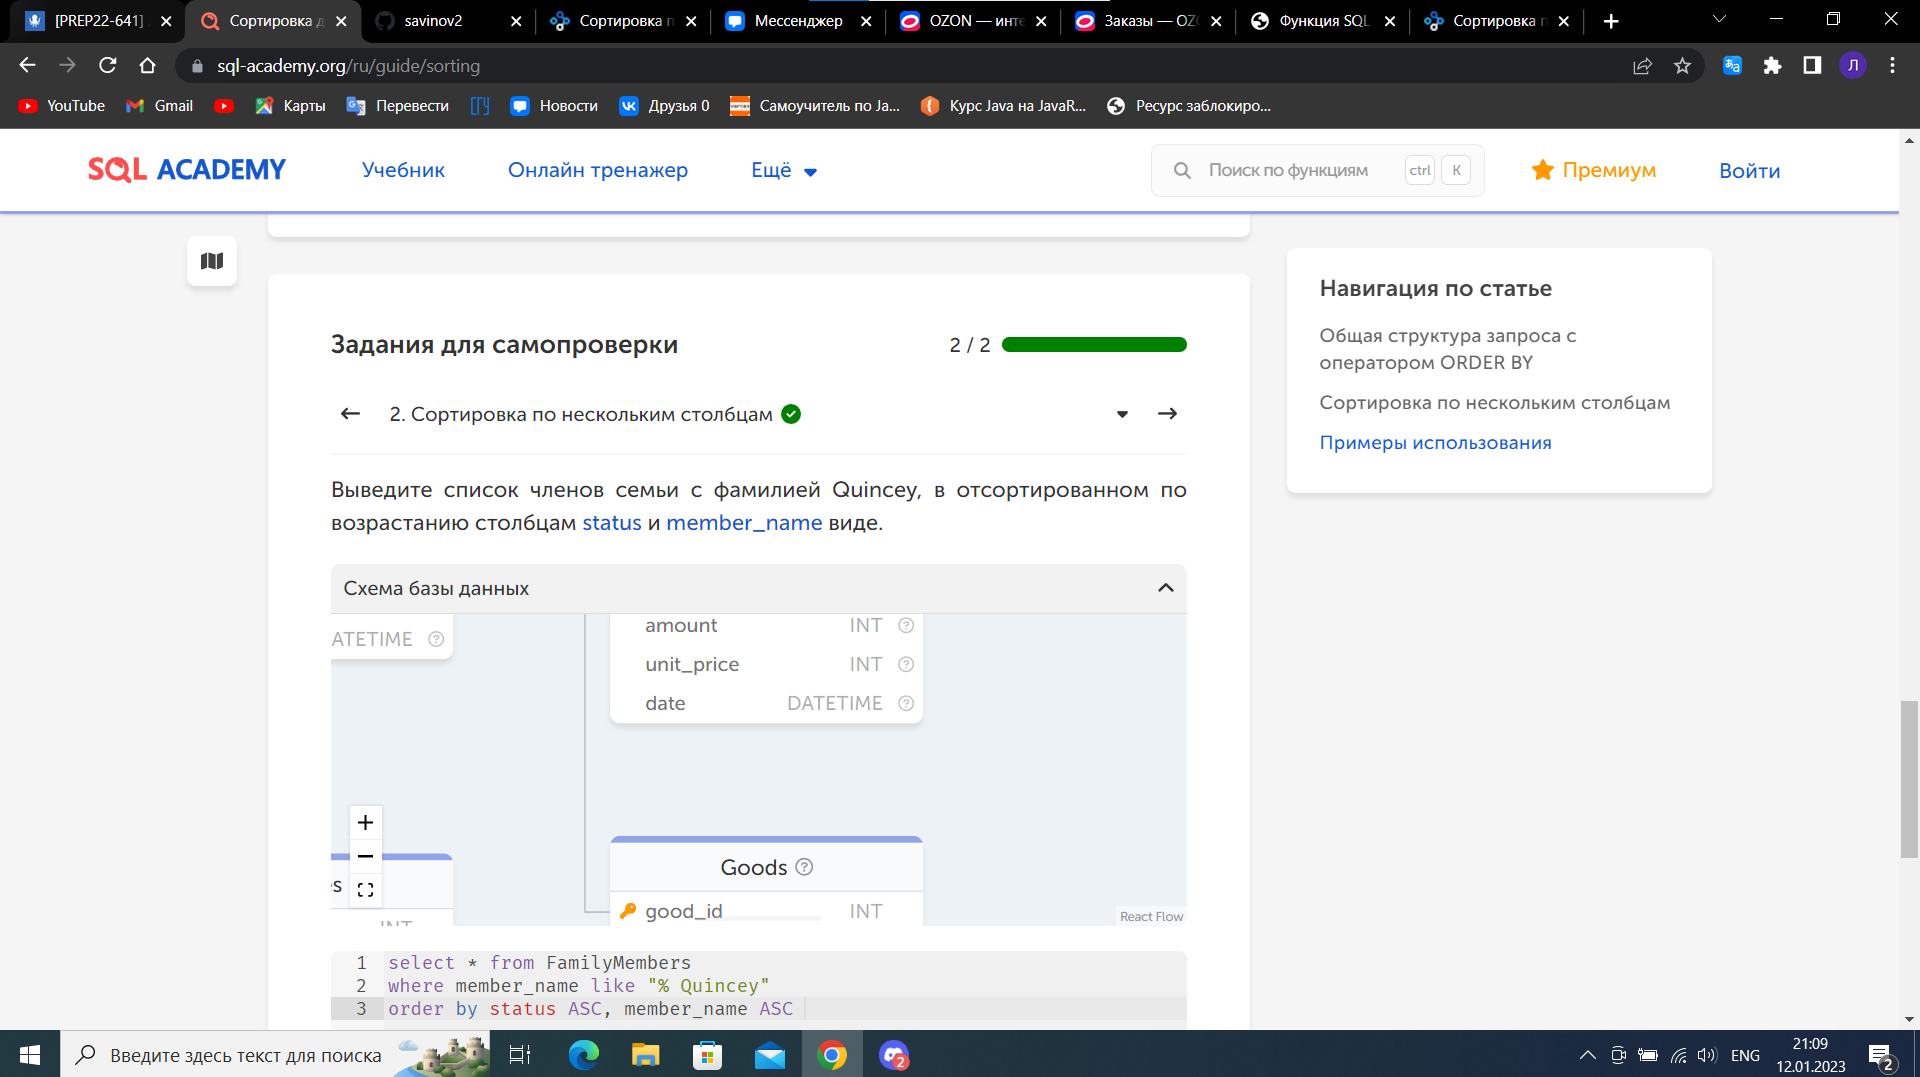 [PREP22-641]
Сортировка д
savinov2
Сортировка п
Мессенджер
OZON — инте
Заказы — OZO
Функция SQL
Сортировка п
sql-academy.org/ru/guide/sorting
Л
YouTube
Gmail
Карты
Перевести
Новости
Друзья 0
Самоучитель по Ja...
Курс Java на JavaR...
Ресурс заблокиро...
SQL ACADEMY
Учебник
Онлайн тренажер
Ещё
Поиск по функциям
ctrl
K
Премиум
Войти
Задания для самопроверки
2 / 2
2. Сортировка по нескольким столбцам
Выведите список членов семьи с фамилией Quincey, в отсортированном по
возрастанию столбцам status и member_name виде.
Схема базы данных
ATETIME
amount INT
unit_price INT
date DATETIME
s
INT
Goods
good_id INT
React Flow
1 select * from FamilyMembers
2 where member_name like "% Quincey"
3 order by status ASC, member_name ASC
Навигация по статье
Общая структура запроса с
оператором ORDER BY
Сортировка по нескольким столбцам
Примеры использования
Введите здесь текст для поиска
2
ENG
21:09
12.01.2023
2